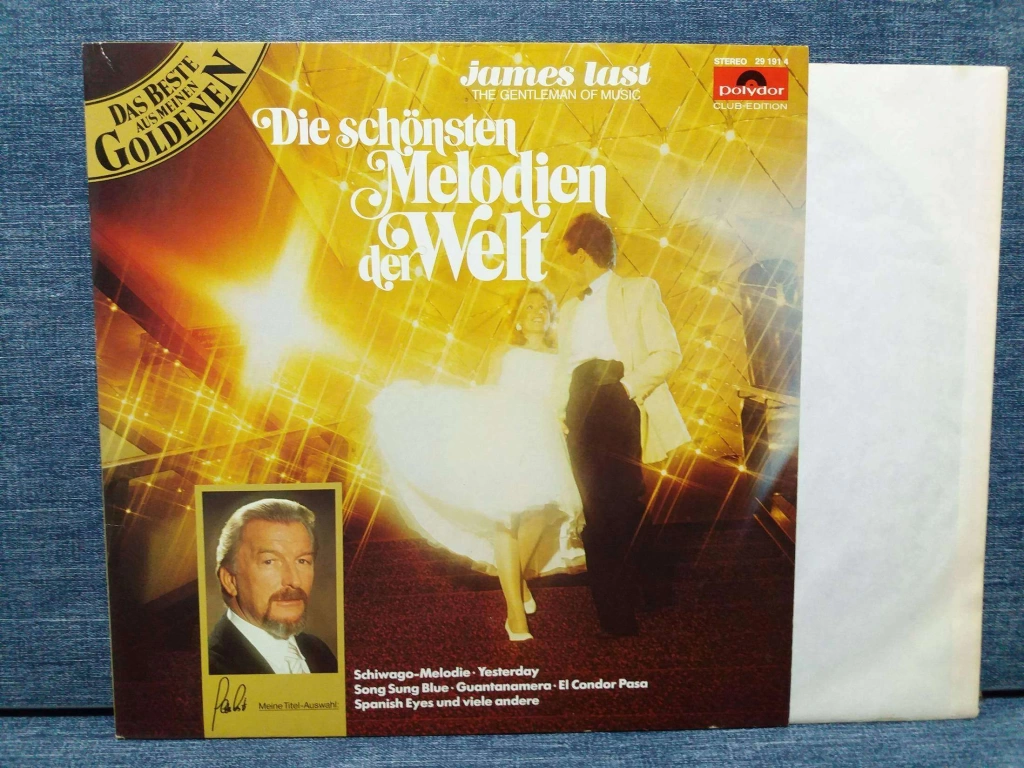 DAS BESTE
AUS MEINEN
GOLDENEN
james last
THE GENTLEMAN OF MUSIC
STEREO 29 191 4
Polydor
CLUB-EDITION
Die schönsten
Melodien
der Welt
Schiwago-Melodie · Yesterday
Song Sung Blue · Guantanamera · El Condor Pasa
Spanish Eyes und viele andere
Meine Titel-Auswahl: